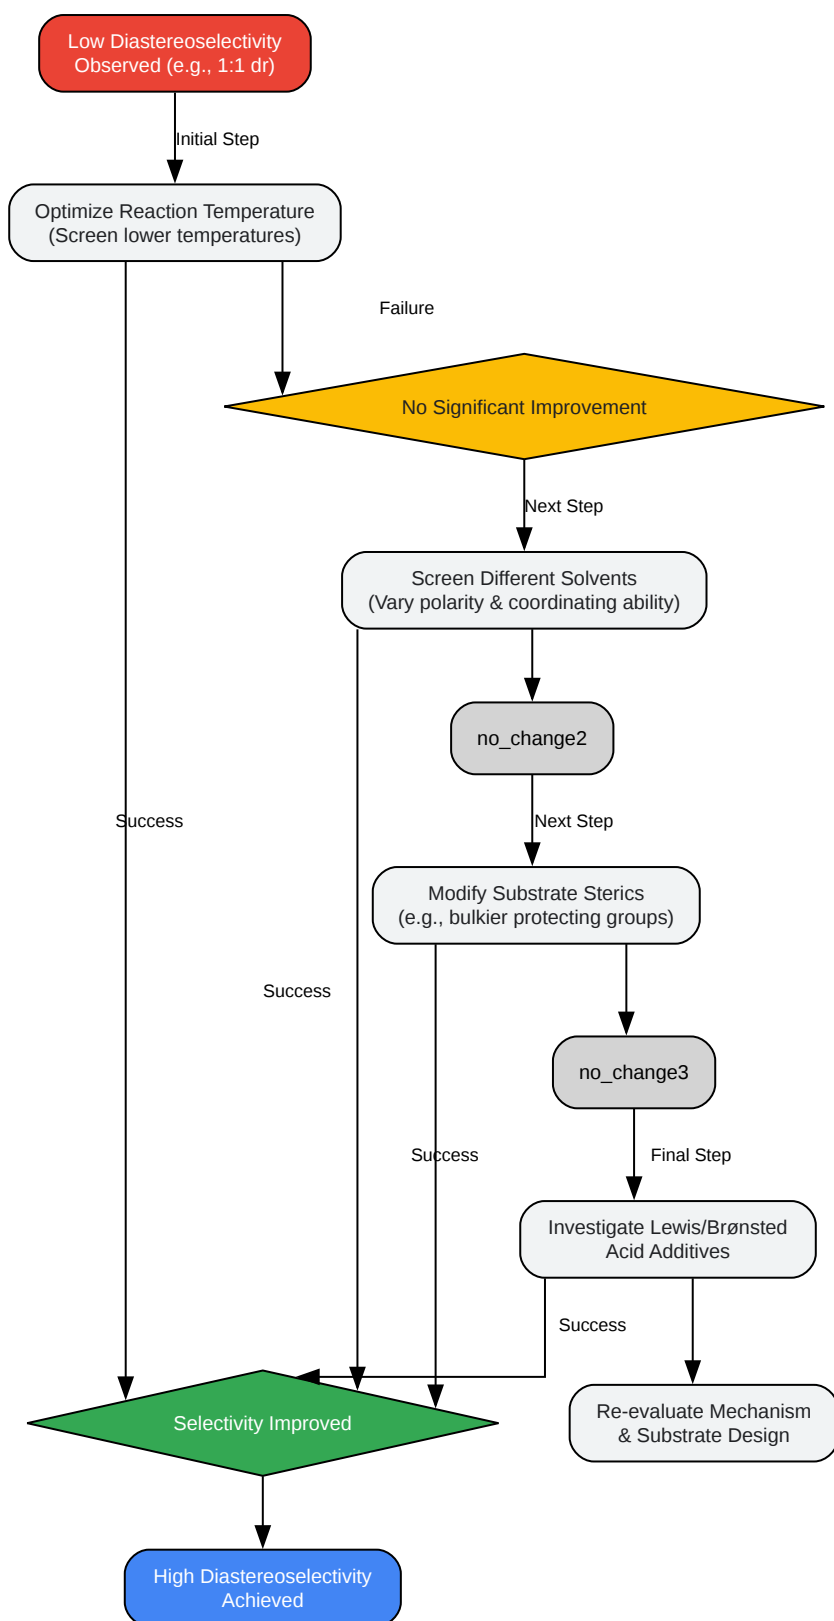 Low Diastereoselectivity
Observed (e.g., 1:1 dr)
Initial Step
Optimize Reaction Temperature
(Screen lower temperatures)
Failure
No Significant Improvement
Next Step
Screen Different Solvents
(Vary polarity & coordinating ability)
no_change2
Success
Next Step
Modify Substrate Sterics
(e.g., bulkier protecting groups)
Success
no_change3
Success
Final Step
Investigate Lewis/Brønsted
Acid Additives
Success
Selectivity Improved
Re-evaluate Mechanism
& Substrate Design
High Diastereoselectivity
Achieved